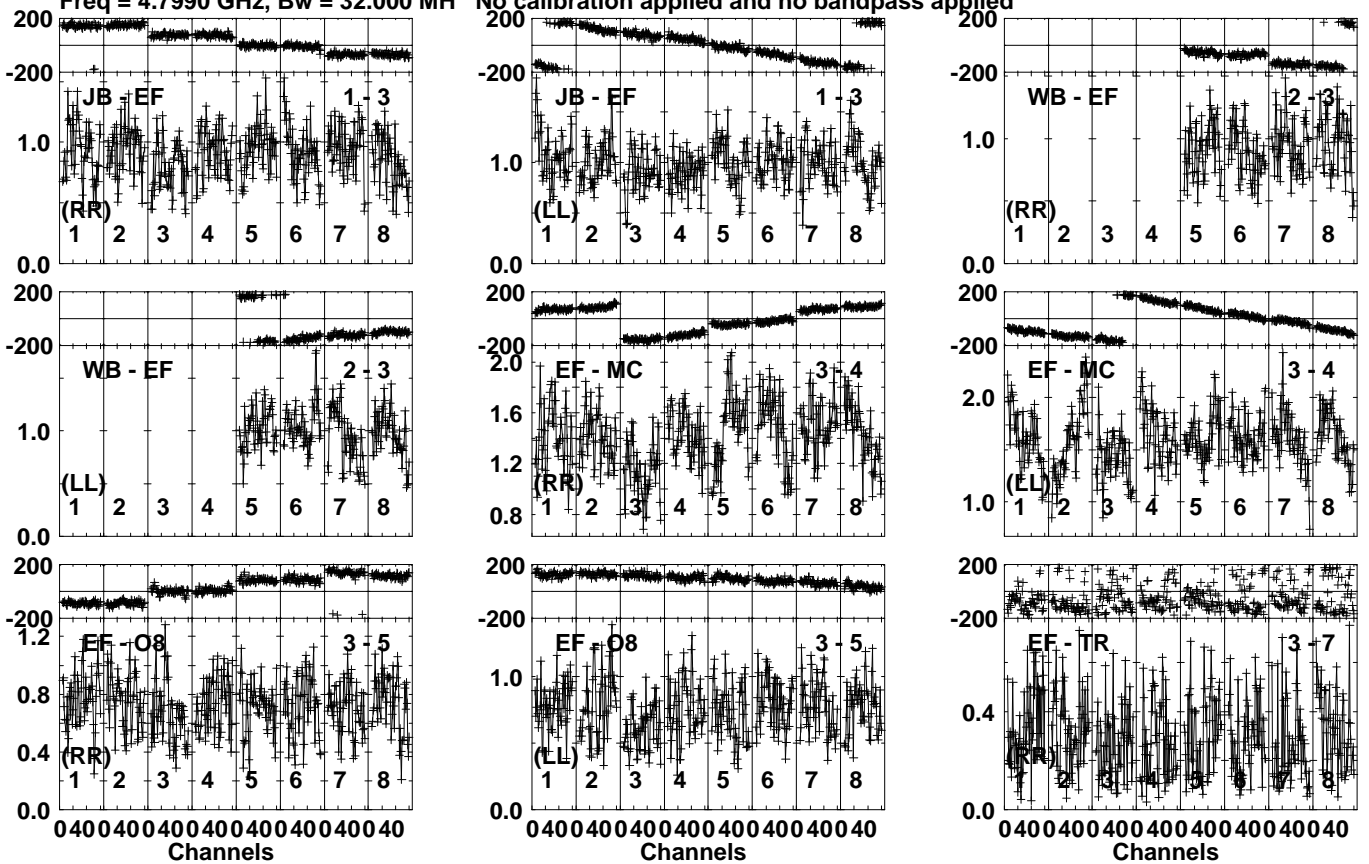 Freq = 4.7990 GHz, Bw = 32.000 MH No calibration applied and no bandpass applied
200 200 200
-200 -200 -200
JB - EF 1 - 3 JB - EF 1 - 3 WB - EF 2 - 3
1.0 1.0 1.0
(RR) (LL) (RR)
1 2 3 4 5 6 7 8 1 2 3 4 5 6 7 8 1 2 3 4 5 6 7 8
0.0 0.0 0.0
200 200 200
-200 -200 -200
WB - EF 2 - 3 EF - MC 3 - 4 EF - MC 3 - 4
2.0 2.0
1.6
1.0 1.2 1.0
(LL) (RR) (LL)
1 2 3 4 5 6 7 8 1 2 3 4 5 6 7 8 1 2 3 4 5 6 7 8
0.0 0.8
200 200 200
-200 -200 -200
1.2 EF - O8 3 - 5 EF - O8 3 - 5 EF - TR 3 - 7
0.8 1.0 0.4
0.4
(RR) (LL) (RR)
1 2 3 4 5 6 7 8 1 2 3 4 5 6 7 8 1 2 3 4 5 6 7 8
0.0 0.0 0.0
0 40 0 40 0 40 0 40 0 40 0 40 0 40 0 40 0 40 0 40 0 40 0 40 0 40 0 40 0 40 0 40 0 40 0 40 0 40 0 40 0 40 0 40 0 40 0 40
Channels Channels Channels